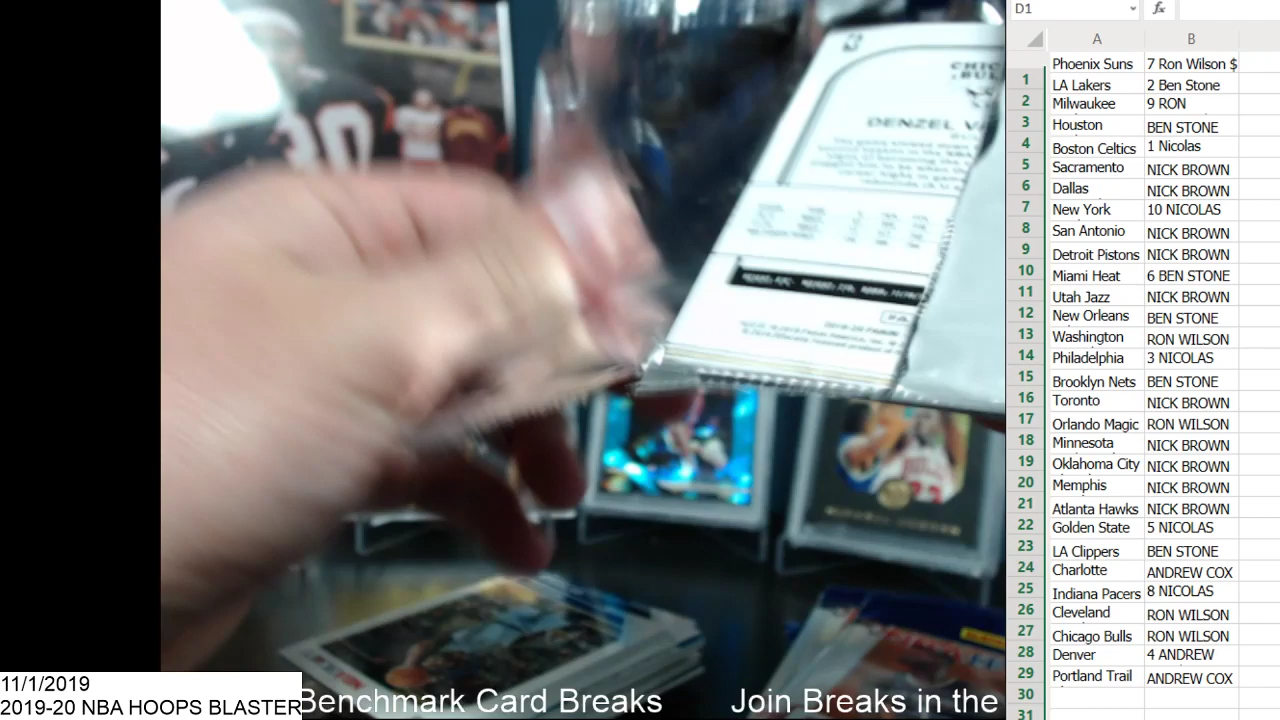 D1
fx
A B
Phoenix Suns 7 Ron Wilson $
1 LA Lakers 2 Ben Stone
2 Milwaukee 9 RON
3 Houston BEN STONE
4 Boston Celtics 1 Nicolas
5 Sacramento NICK BROWN
6 Dallas NICK BROWN
7 New York 10 NICOLAS
8 San Antonio NICK BROWN
9 Detroit Pistons NICK BROWN
10 Miami Heat 6 BEN STONE
11 Utah Jazz NICK BROWN
12 New Orleans BEN STONE
13 Washington RON WILSON
14 Philadelphia 3 NICOLAS
15 Brooklyn Nets BEN STONE
16 Toronto NICK BROWN
17 Orlando Magic RON WILSON
18 Minnesota NICK BROWN
19 Oklahoma City NICK BROWN
20 Memphis NICK BROWN
21 Atlanta Hawks NICK BROWN
22 Golden State 5 NICOLAS
23 LA Clippers BEN STONE
24 Charlotte ANDREW COX
25 Indiana Pacers 8 NICOLAS
26 Cleveland RON WILSON
27 Chicago Bulls RON WILSON
28 Denver 4 ANDREW
29 Portland Trail ANDREW COX
30
31
30
CHIC
BUL
DENZEL
2019-20
11/1/2019
2019-20 NBA HOOPS BLASTER
Benchmark Card Breaks Join Breaks in the